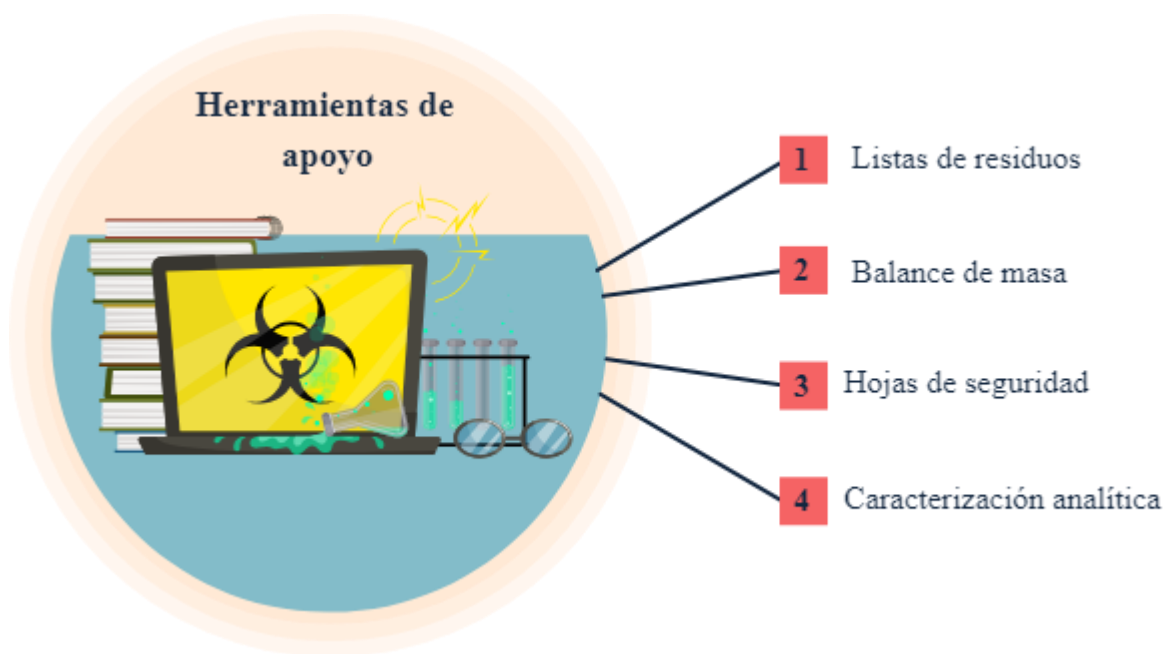 Herramientas de
apoyo
1 Listas de residuos
2 Balance de masa
3 Hojas de seguridad
4 Caracterización analítica